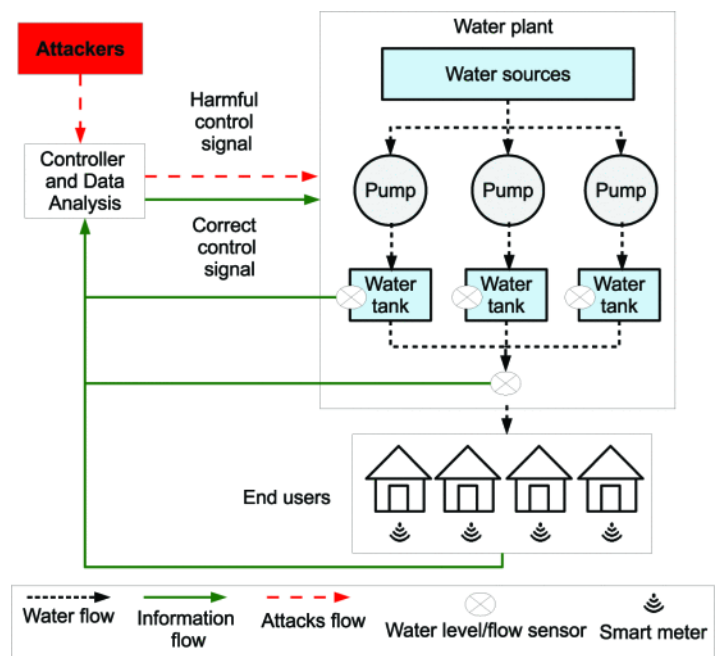 Attackers
Water plant
Water sources
Harmful
control
signal
Controller
and Data
Analysis
Pump
Pump
Pump
Correct
control
signal
Water
tank
Water
tank
Water
tank
End users
Water flow
Information
flow
Attacks flow
Water level/flow sensor
Smart meter